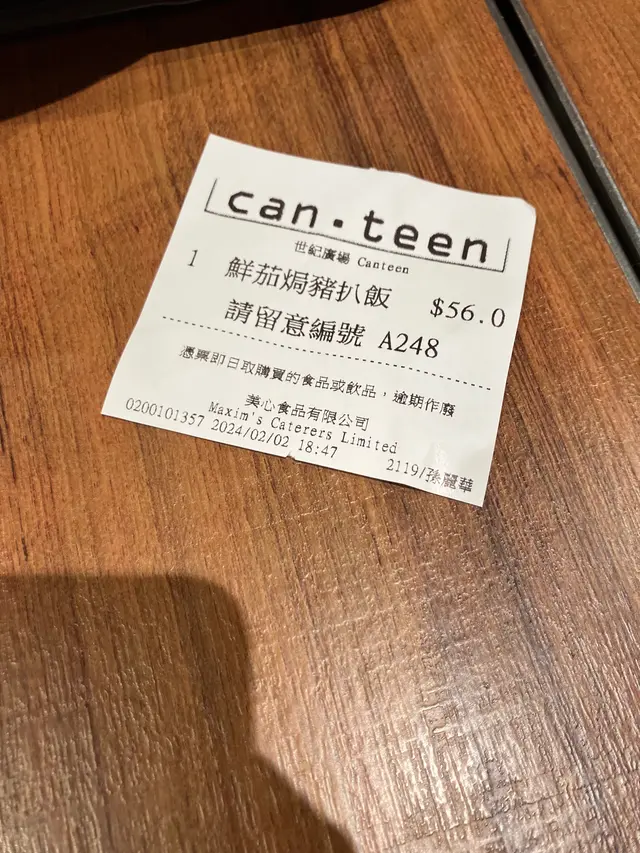 can.teen
世紀廣場 Canteen
1 鮮茄焗豬扒飯 $56.0
請留意編號 A248
憑票即日取購買的食品或飲品，逾期作廢
美心食品有限公司
Maxim's Caterers Limited
0200101357 2024/02/02 18:47 2119/孫麗華